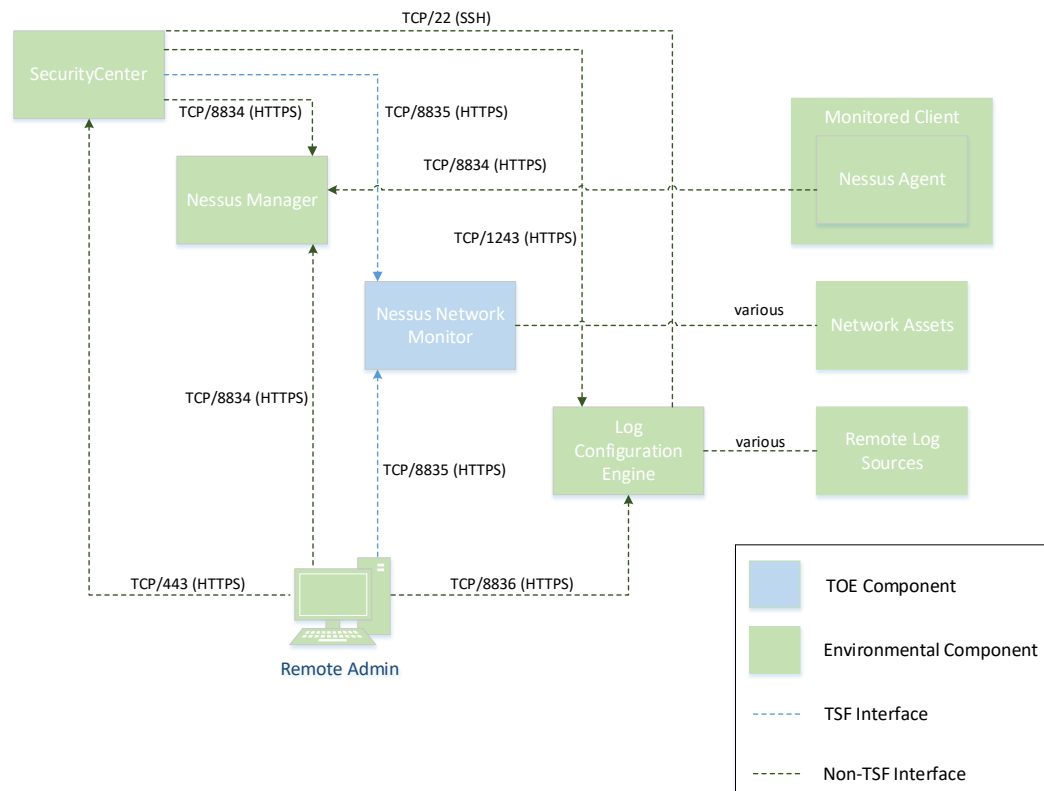 TCP/22 (SSH)
SecurityCenter
TCP/8834 (HTTPS)
TCP/8835 (HTTPS)
Monitored Client
Nessus Agent
TCP/8834 (HTTPS)
Nessus Manager
TCP/1243 (HTTPS)
Nessus Network
Monitor
various
Network Assets
TCP/8834 (HTTPS)
Log
Configuration
Engine
various
Remote Log
Sources
TCP/8835 (HTTPS)
TCP/443 (HTTPS)
TCP/8836 (HTTPS)
Remote Admin
TOE Component
Environmental Component
TSF Interface
Non-TSF Interface